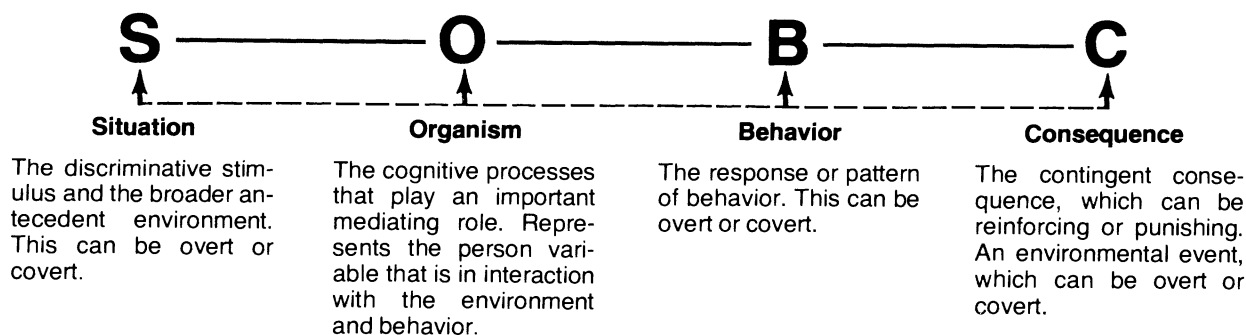 S O B C
Situation Organism Behavior Consequence
The discriminative stim-
ulus and the broader an-
tecedent environment.
This can be overt or
covert.
The cognitive processes
that play an important
mediating role. Repre-
sents the person vari-
able that is in interaction
with the environment
and behavior.
The response or pattern
of behavior. This can be
overt or covert.
The contingent conse-
quence, which can be
reinforcing or punishing.
An environmental event,
which can be overt or
covert.